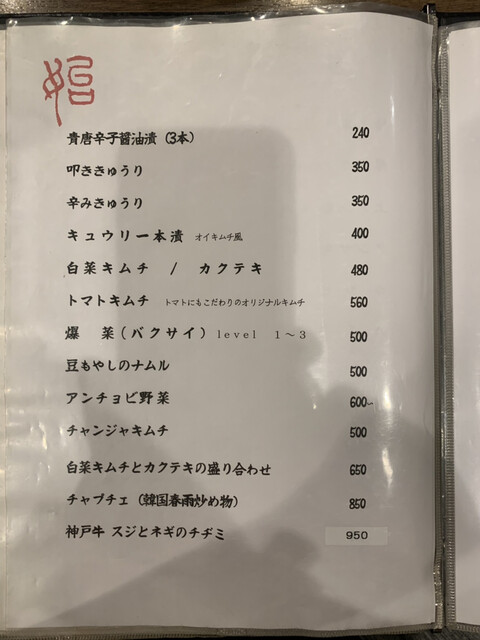 始
青唐辛子醤油漬（3本） 240
叩ききゅうり 350
辛みきゅうり 350
キュウリ一本漬 オイキムチ風 400
白菜キムチ / カクテキ 480
トマトキムチ トマトにもこだわりのオリジナルキムチ 560
爆 菜（バクサイ）level 1～3 500
豆もやしのナムル 500
アンチョビ野菜 600～
チャンジャキムチ 500
白菜キムチとカクテキの盛り合わせ 650
チャプチェ（韓国春雨炒め物） 850
神戸牛 スジとネギのチヂミ 950